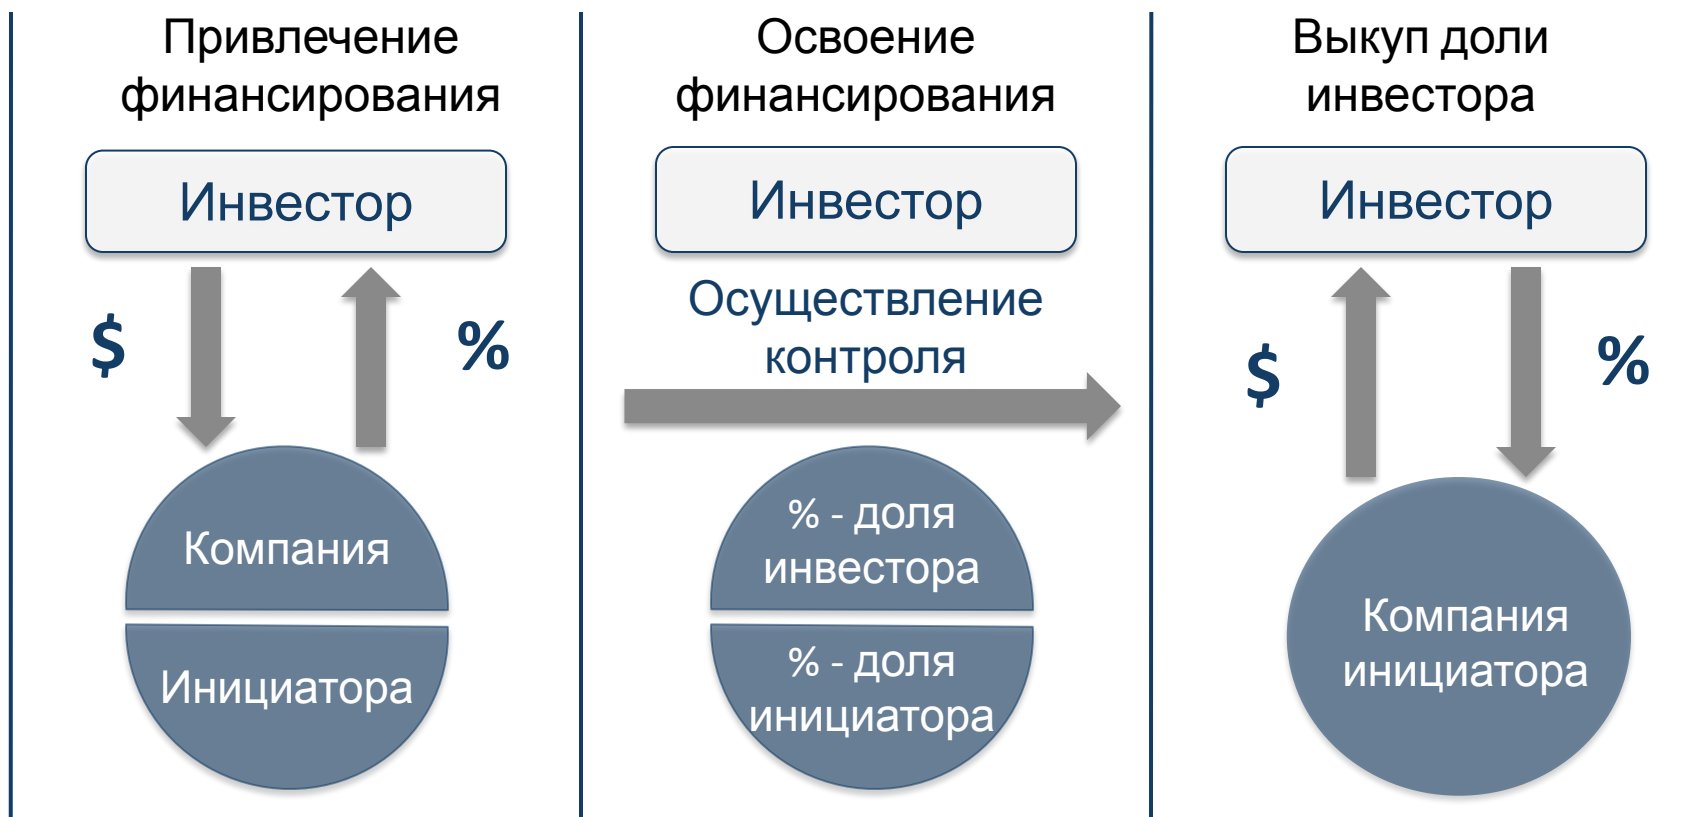 Привлечение
финансирования
Инвестор
$
%
Компания
Инициатора
Освоение
финансирования
Инвестор
Осуществление
контроля
% - доля
инвестора
% - доля
инициатора
Выкуп доли
инвестора
Инвестор
$
%
Компания
инициатора